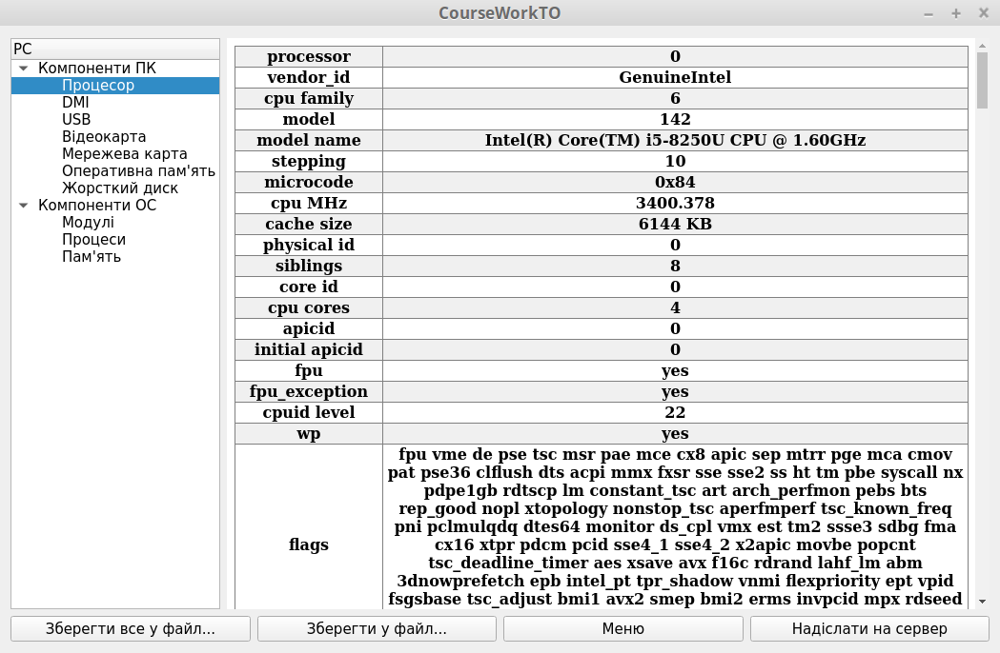 CourseWorkTO
PC
Компоненти ПК
Процесор
DMI
USB
Відеокарта
Мережева карта
Оперативна пам'ять
Жорсткий диск
Компоненти ОС
Модулі
Процеси
Пам'ять
processor 0
vendor_id GenuineIntel
cpu family 6
model 142
model name Intel(R) Core(TM) i5-8250U CPU @ 1.60GHz
stepping 10
microcode 0x84
cpu MHz 3400.378
cache size 6144 KB
physical id 0
siblings 8
core id 0
cpu cores 4
apicid 0
initial apicid 0
fpu yes
fpu_exception yes
cpuid level 22
wp yes
flags
fpu vme de pse tsc msr pae mce cx8 apic sep mtrr pge mca cmov
pat pse36 clflush dts acpi mmx fxsr sse sse2 ss ht tm pbe syscall nx
pdpe1gb rdtscp lm constant_tsc art arch_perfmon pebs bts
rep_good nopl xtopology nonstop_tsc aperfmperf tsc_known_freq
pni pclmulqdq dtes64 monitor ds_cpl vmx est tm2 ssse3 sdbg fma
cx16 xtpr pdcm pcid sse4_1 sse4_2 x2apic movbe popcnt
tsc_deadline_timer aes xsave avx f16c rdrand lahf_lm abm
3dnowprefetch epb intel_pt tpr_shadow vnmi flexpriority ept vpid
fsgsbase tsc_adjust bmi1 avx2 smep bmi2 erms invpcid mpx rdseed
Зберегти все у файл...
Зберегти у файл...
Меню
Надіслати на сервер